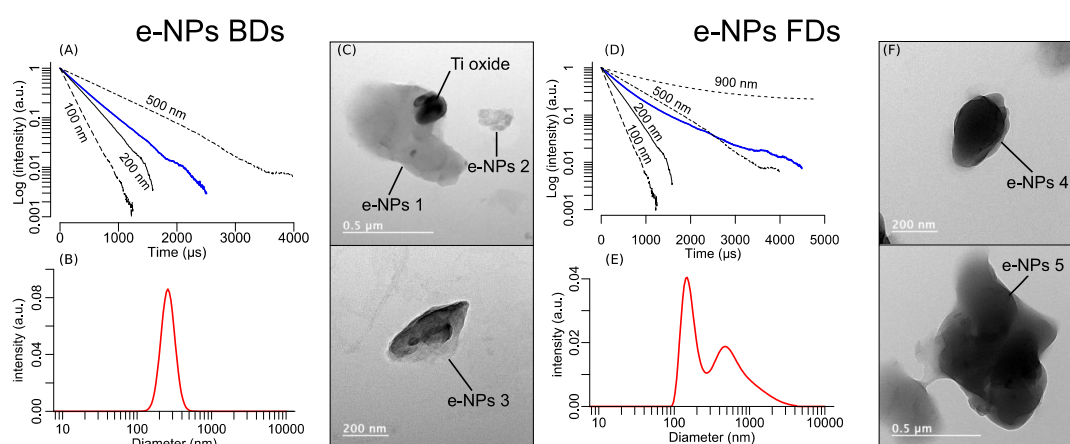 e-NPs BDs
e-NPs FDs
(A)
Log (intensity) (a.u.)
1
0.1
0.01
0.001
500 nm
100 nm
200 nm
0 1000 2000 3000 4000
Time (µs)
(B)
intensity (a.u.)
0.08
0.04
0.00
10 100 1000 10000
Diameter (nm)
(C)
Ti oxide
e-NPs 2
e-NPs 1
0.5 µm
e-NPs 3
200 nm
(D)
Log (intensity) (a.u.)
1
0.1
0.01
0.001
900 nm
500 nm
200 nm
100 nm
0 1000 2000 3000 4000 5000
Time (µs)
(E)
intensity (a.u.)
0.04
0.02
0.00
10 100 1000 10000
Diameter (nm)
(F)
e-NPs 4
200 nm
e-NPs 5
0.5 µm